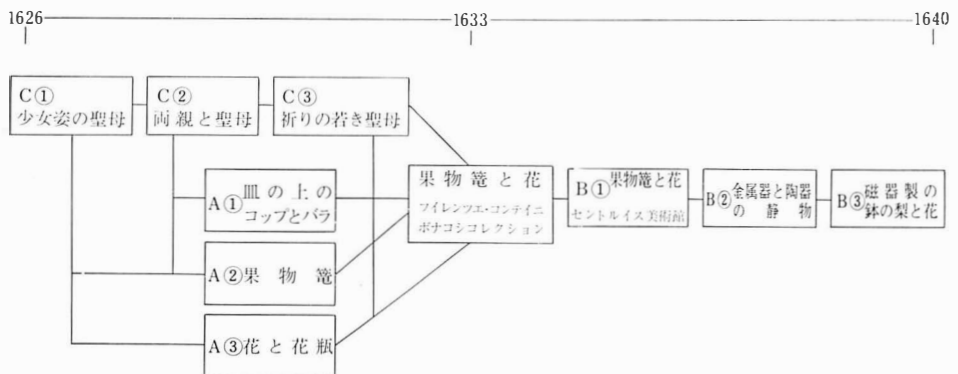 1626
1633
1640
C①
少女姿の聖母
C②
両親と聖母
C③
祈りの若き聖母
A①皿の上の
コップとバラ
A②果物篭
A③花と花瓶
果物篭と花
フイレンツエ・コンテイニ
ボナコシコレクション
B①果物篭と花
セントルイス美術館
B②金属器と陶器
の静物
B③磁器製の
鉢の梨と花